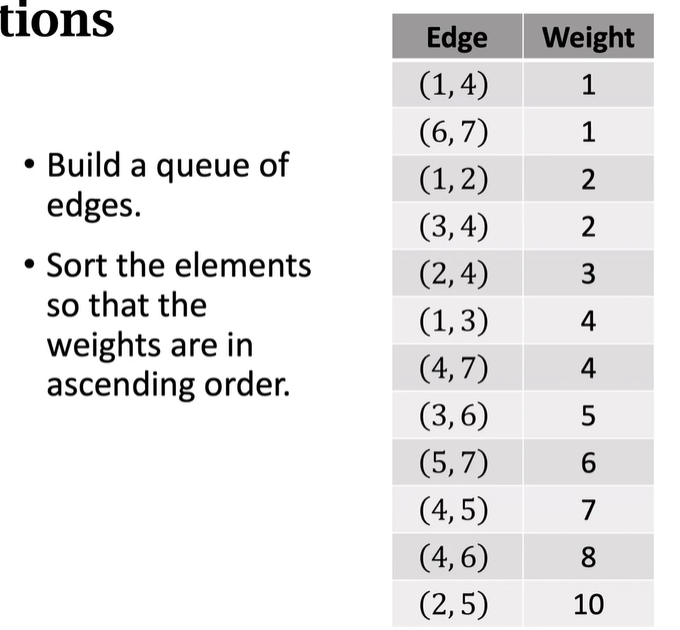 tions
• Build a queue of
edges.
• Sort the elements
so that the
weights are in
ascending order.
Edge Weight
(1, 4) 1
(6, 7) 1
(1, 2) 2
(3, 4) 2
(2, 4) 3
(1, 3) 4
(4, 7) 4
(3, 6) 5
(5, 7) 6
(4, 5) 7
(4, 6) 8
(2, 5) 10